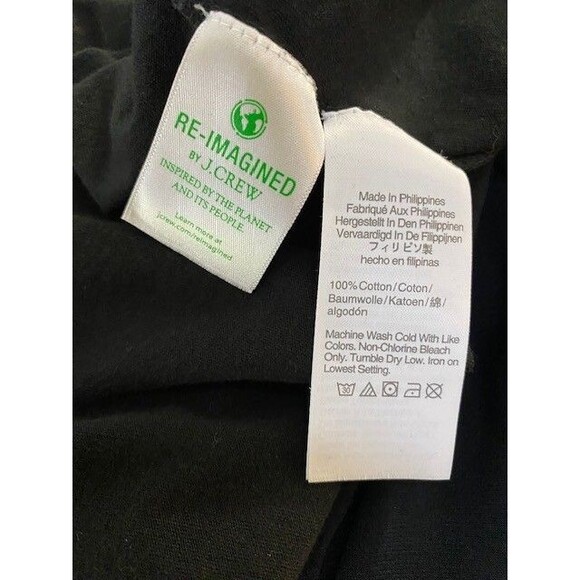 RE-IMAGINED
BY J.CREW
INSPIRED BY THE PLANET
AND ITS PEOPLE.
Learn more at
jcrew.com/reimagined
Made In Philippines
Fabriqué Aux Philippines
Hergestellt In Den Philippinen
Vervaardigd In De Filippijnen
フィリピン製
hecho en filipinas
100% Cotton / Coton /
Baumwolle / Katoen / 綿 /
algodón
Machine Wash Cold With Like
Colors. Non-Chlorine Bleach
Only. Tumble Dry Low. Iron on
Lowest Setting.
30